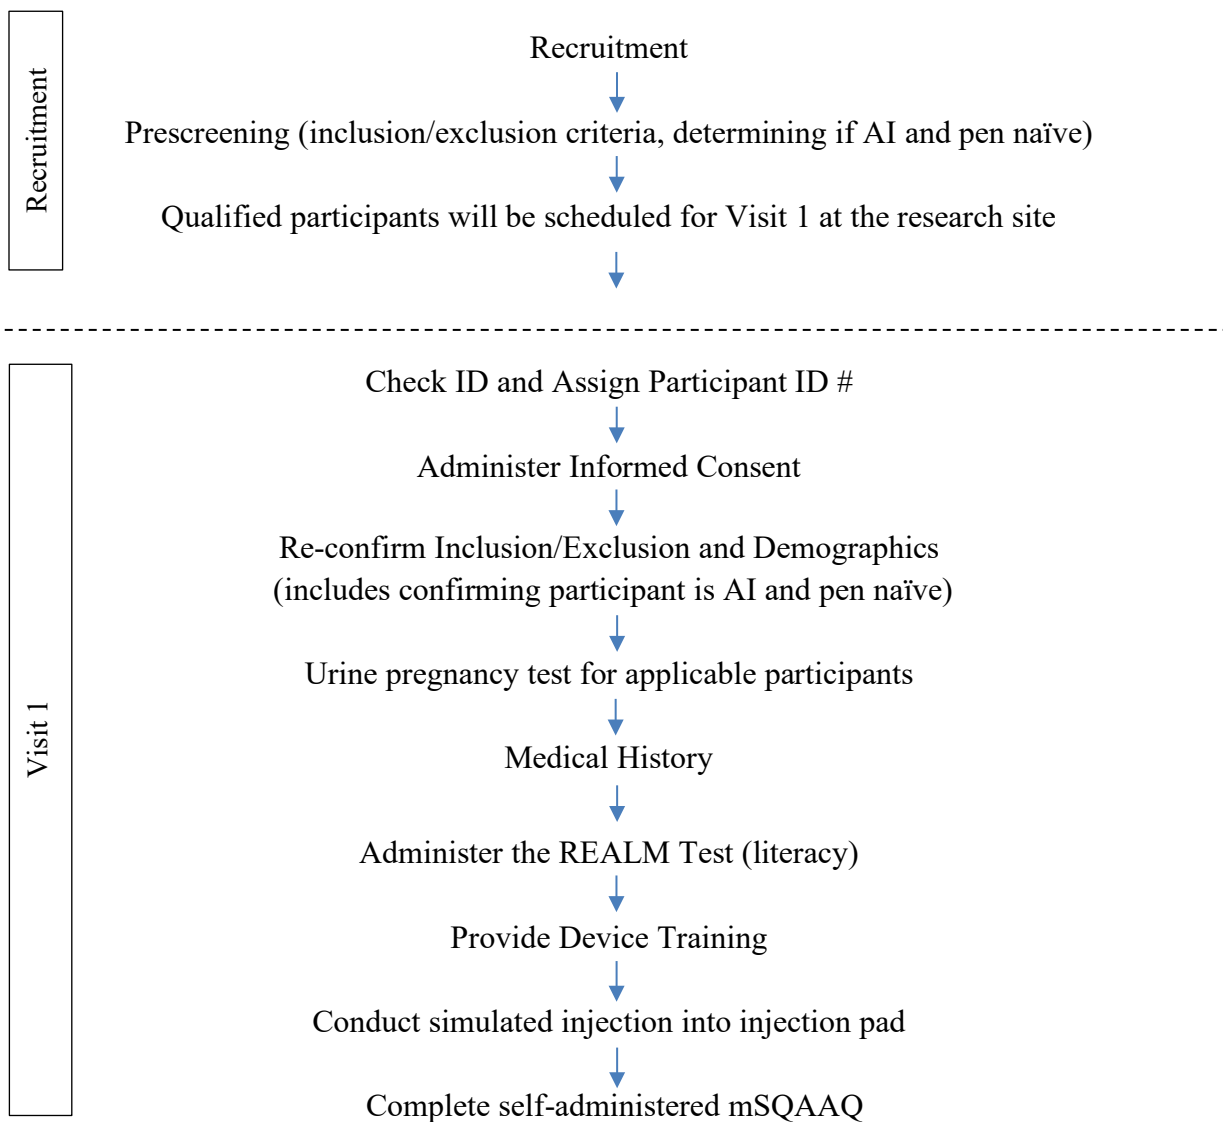 Recruitment
Recruitment
Prescreening (inclusion/exclusion criteria, determining if AI and pen naïve)
Qualified participants will be scheduled for Visit 1 at the research site
Visit 1
Check ID and Assign Participant ID #
Administer Informed Consent
Re-confirm Inclusion/Exclusion and Demographics
(includes confirming participant is AI and pen naïve)
Urine pregnancy test for applicable participants
Medical History
Administer the REALM Test (literacy)
Provide Device Training
Conduct simulated injection into injection pad
Complete self-administered mSQAAQ